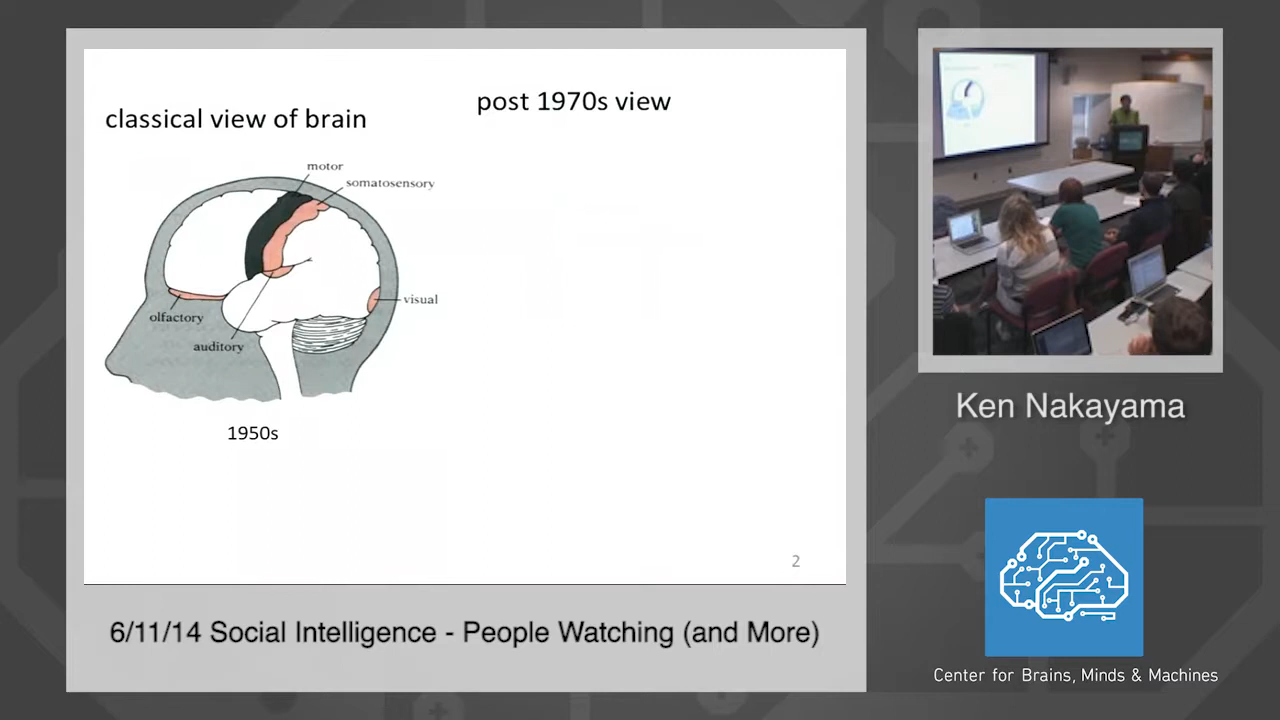 classical view of brain
post 1970s view
motor
somatosensory
visual
olfactory
auditory
1950s
2
6/11/14 Social Intelligence - People Watching (and More)
Ken Nakayama
Center for Brains, Minds & Machines